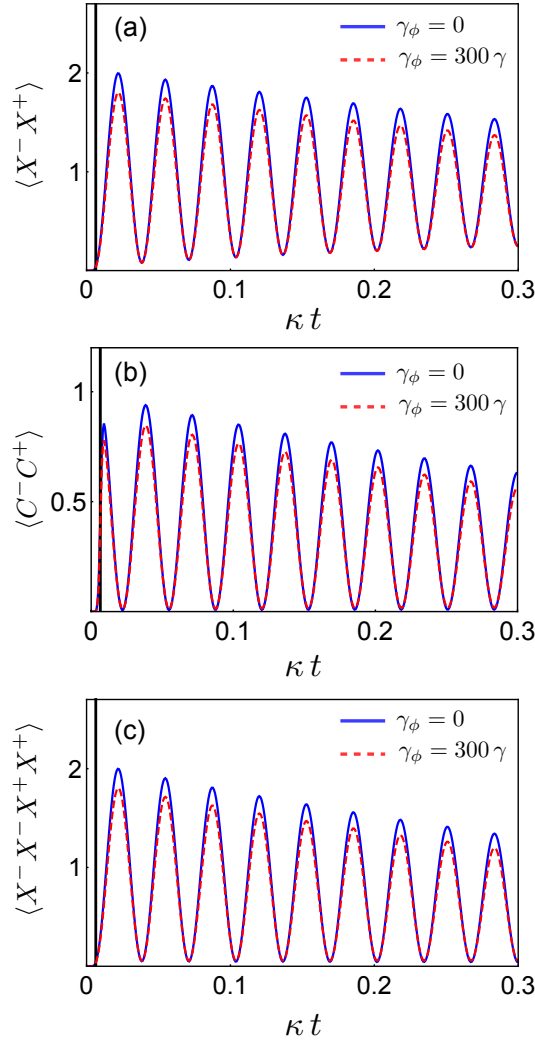 (a)
γ_ϕ = 0
γ_ϕ = 300 γ
⟨X⁻ X⁺⟩
2
1
0
0.1
0.2
0.3
κ t
(b)
γ_ϕ = 0
γ_ϕ = 300 γ
⟨C⁻ C⁺⟩
1
0.5
0
0.1
0.2
0.3
κ t
(c)
γ_ϕ = 0
γ_ϕ = 300 γ
⟨X⁻ X⁻ X⁺ X⁺⟩
2
1
0
0.1
0.2
0.3
κ t